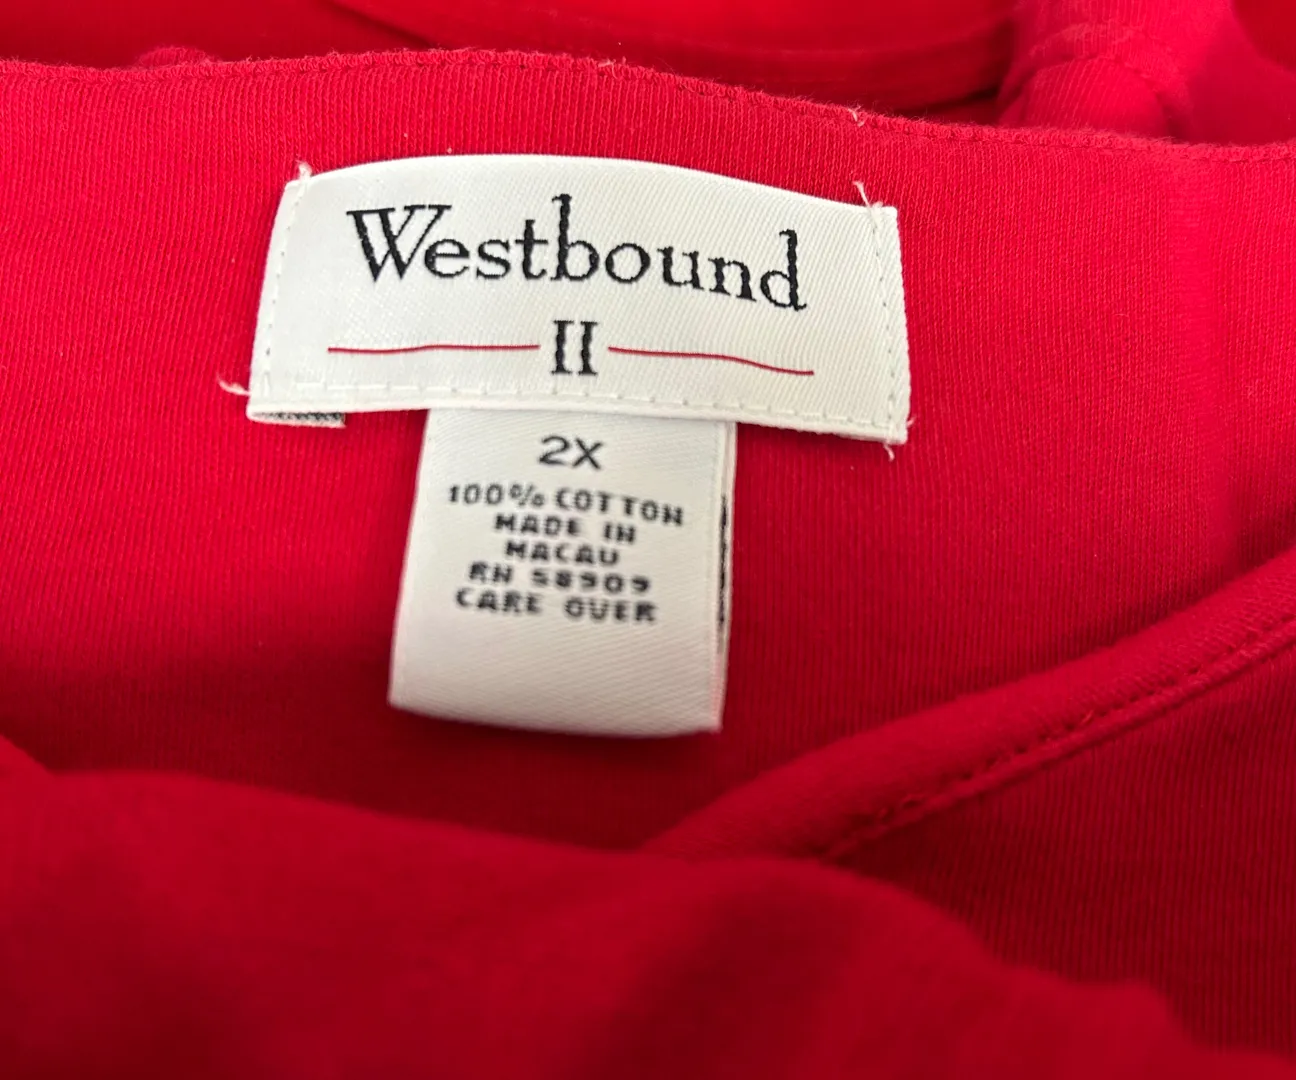 Westbound
II
2X
100% COTTON
MADE IN
MACAU
RN 58909
CARE OVER